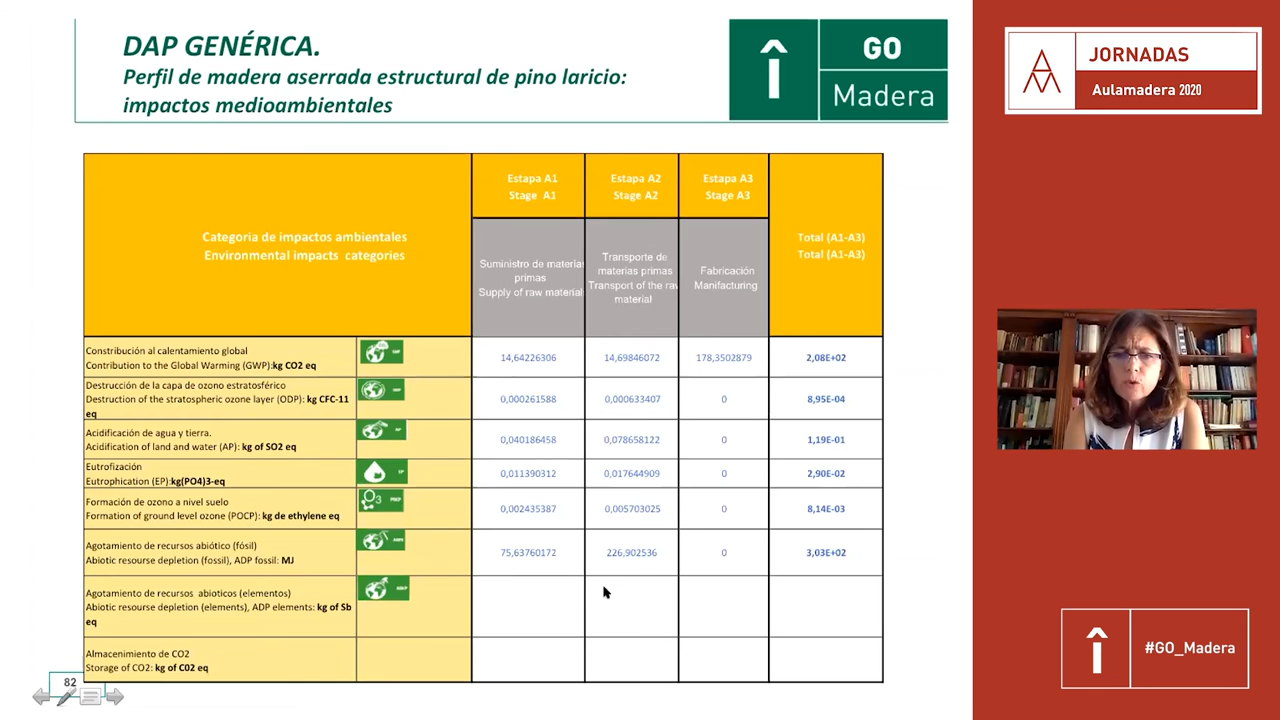 DAP GENÉRICA.
Perfil de madera aserrada estructural de pino laricio:
impactos medioambientales
GO
Madera
JORNADAS
Aulamadera 2020
Categoria de impactos ambientales
Environmental impacts categories
Estapa A1
Stage A1
Estapa A2
Stage A2
Estapa A3
Stage A3
Total (A1-A3)
Total (A1-A3)
Suministro de materias
primas
Supply of raw materials
Transporte de
materias primas
Transport of the raw
material
Fabricación
Manifacturing
Constribución al calentamiento global
Contribution to the Global Warming (GWP):kg CO2 eq
14,64226306
14,69846072
178,3502879
2,08E+02
Destrucción de la capa de ozono estratosférico
Destruction of the stratospheric ozone layer (ODP): kg CFC-11
eq
0,000261588
0,000633407
0
8,95E-04
Acidificación de agua y tierra.
Acidification of land and water (AP): kg of SO2 eq
0,040186458
0,078658122
0
1,19E-01
Eutrofización
Eutrophication (EP):kg(PO4)3-eq
EP
0,011390312
0,017644909
0
2,90E-02
Formación de ozono a nivel suelo
Formation of ground level ozone (POCP): kg de ethylene eq
O3
POCP
0,002435387
0,005703025
0
8,14E-03
Agotamiento de recursos abiótico (fósil)
Abiotic resourse depletion (fossil), ADP fossil: MJ
75,63760172
226,902536
0
3,03E+02
Agotamiento de recursos abioticos (elementos)
Abiotic resourse depletion (elements), ADP elements: kg of Sb
eq
Almacenimiento de CO2
Storage of CO2: kg of C02 eq
82
#GO_Madera